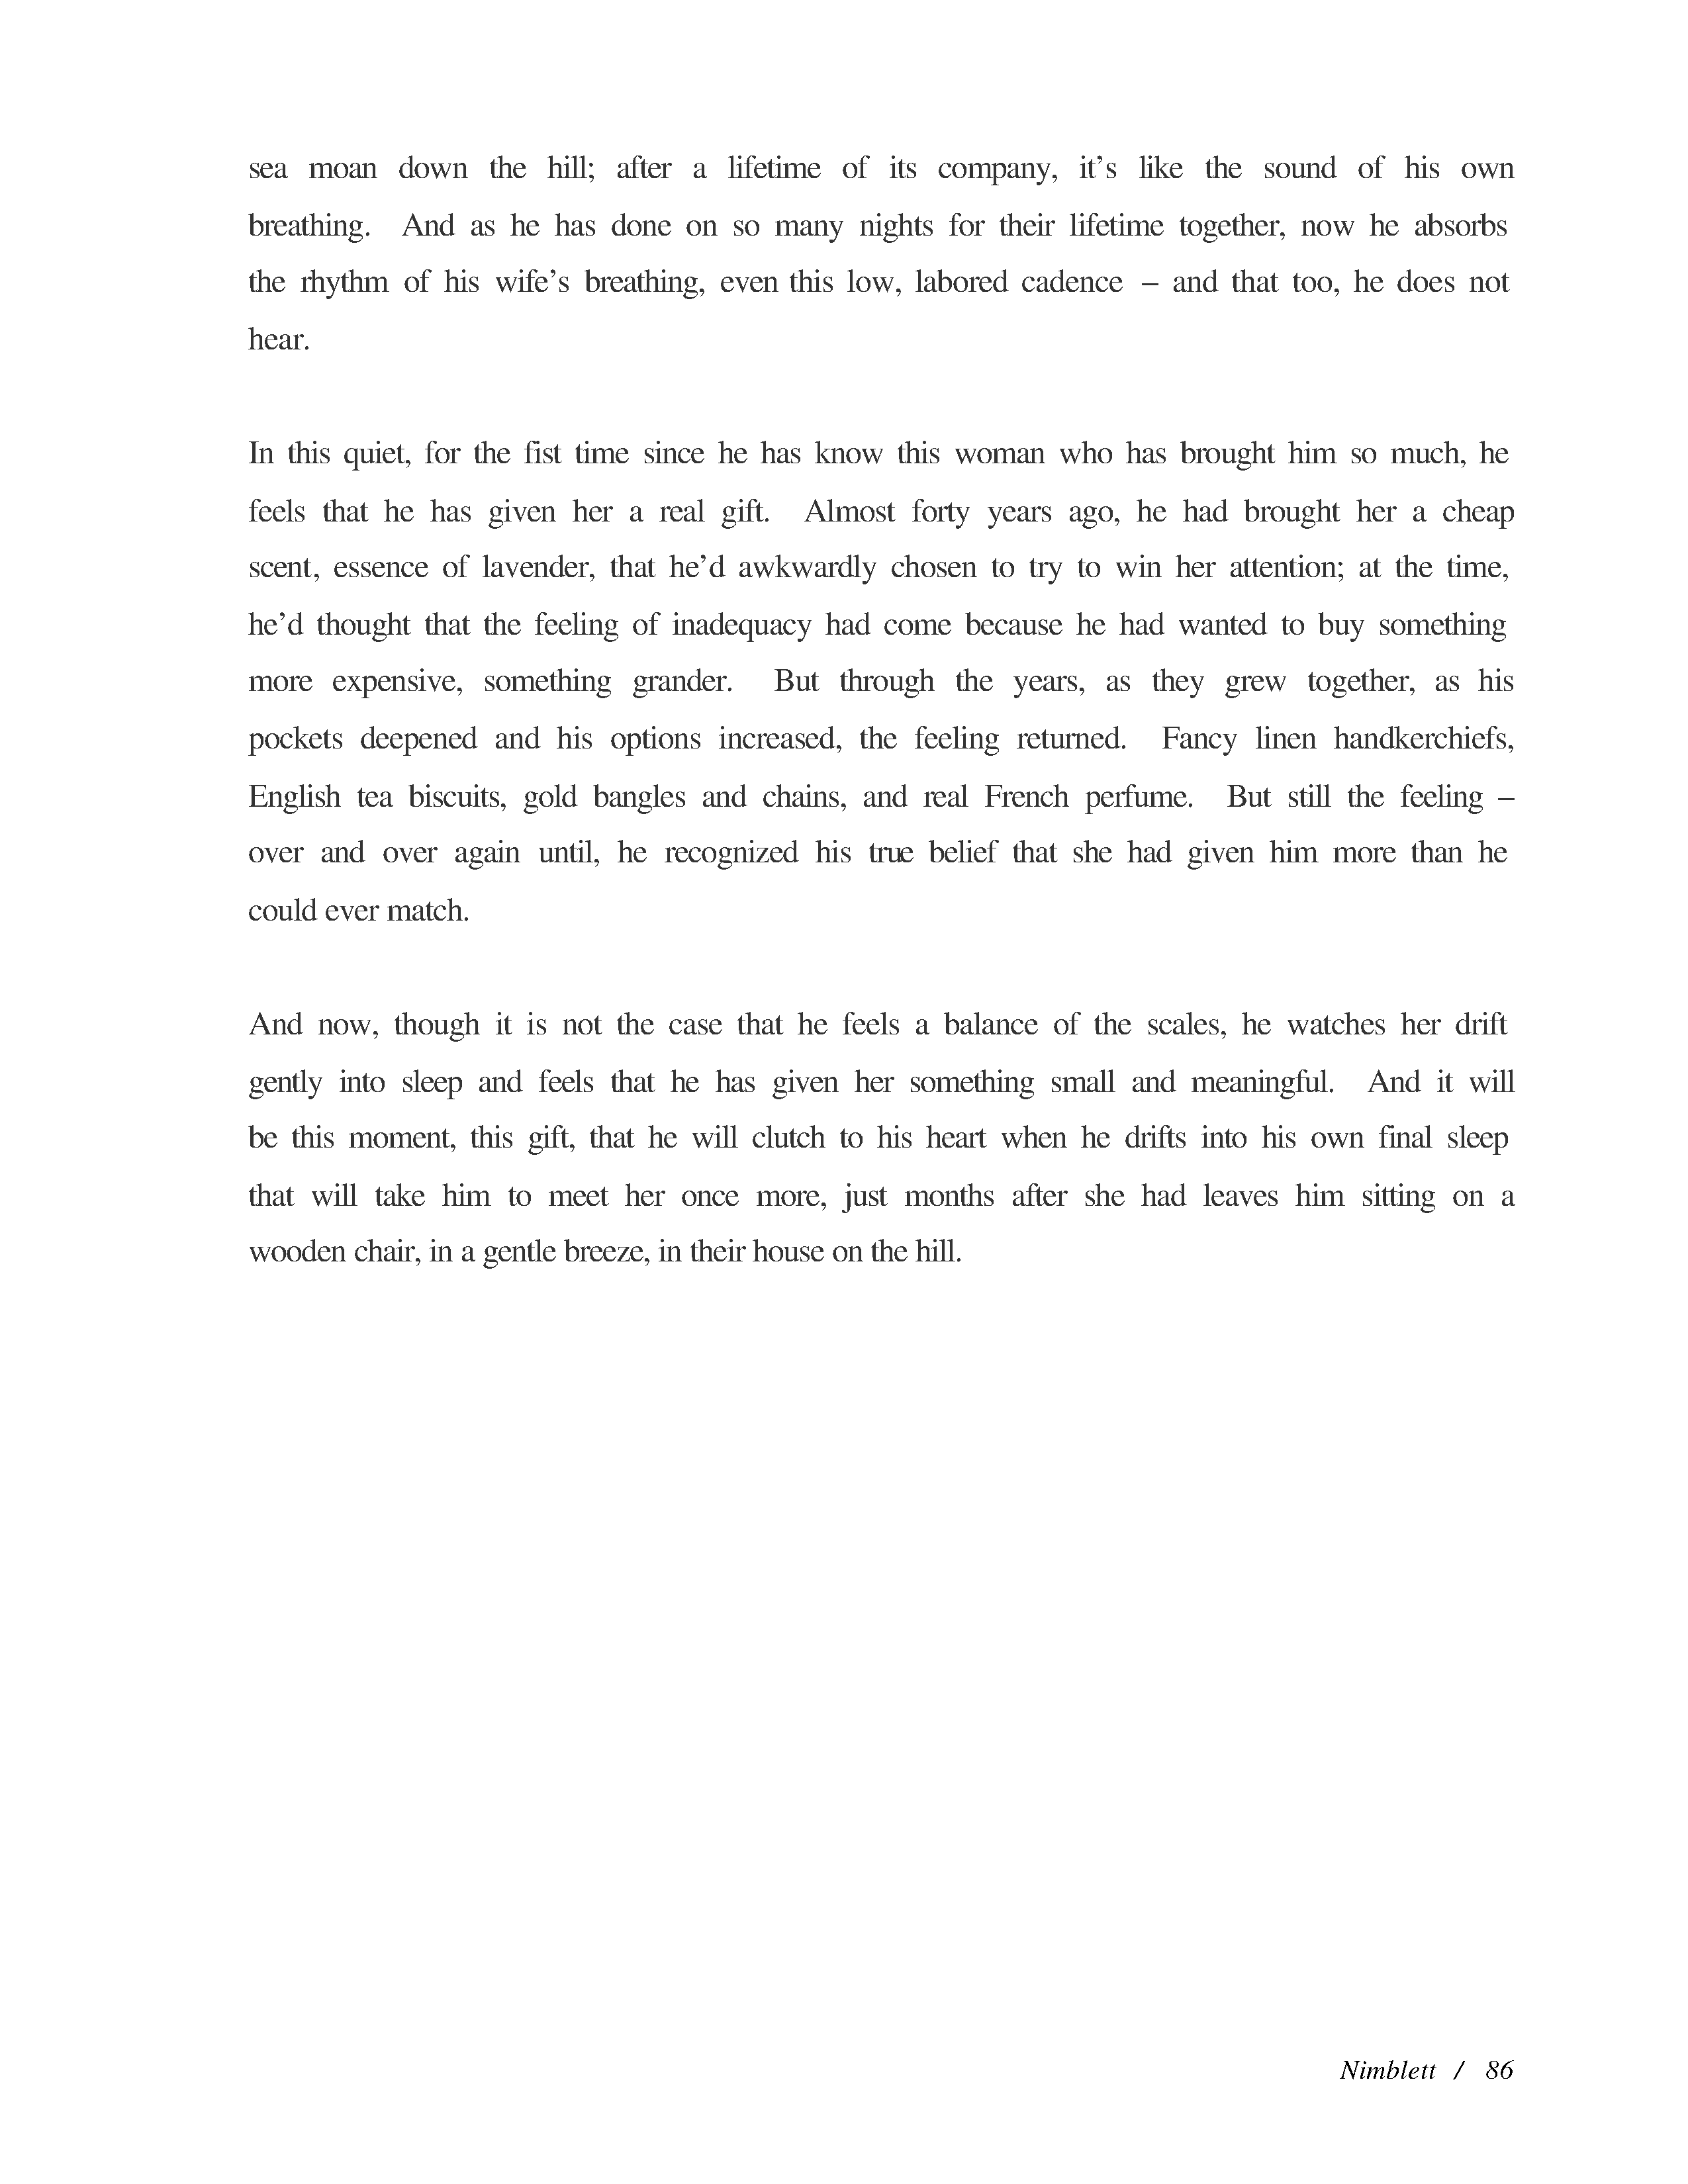 sea moan down the hill; after a lifetime of its company, it’s like the sound of his own
breathing. And as he has done on so many nights for their lifetime together, now he absorbs
the rhythm of his wife’s breathing, even this low, labored cadence – and that too, he does not
hear.
In this quiet, for the fist time since he has know this woman who has brought him so much, he
feels that he has given her a real gift. Almost forty years ago, he had brought her a cheap
scent, essence of lavender, that he’d awkwardly chosen to try to win her attention; at the time,
he’d thought that the feeling of inadequacy had come because he had wanted to buy something
more expensive, something grander. But through the years, as they grew together, as his
pockets deepened and his options increased, the feeling returned. Fancy linen handkerchiefs,
English tea biscuits, gold bangles and chains, and real French perfume. But still the feeling –
over and over again until, he recognized his true belief that she had given him more than he
could ever match.
And now, though it is not the case that he feels a balance of the scales, he watches her drift
gently into sleep and feels that he has given her something small and meaningful. And it will
be this moment, this gift, that he will clutch to his heart when he drifts into his own final sleep
that will take him to meet her once more, just months after she had leaves him sitting on a
wooden chair, in a gentle breeze, in their house on the hill.
Nimblett / 86